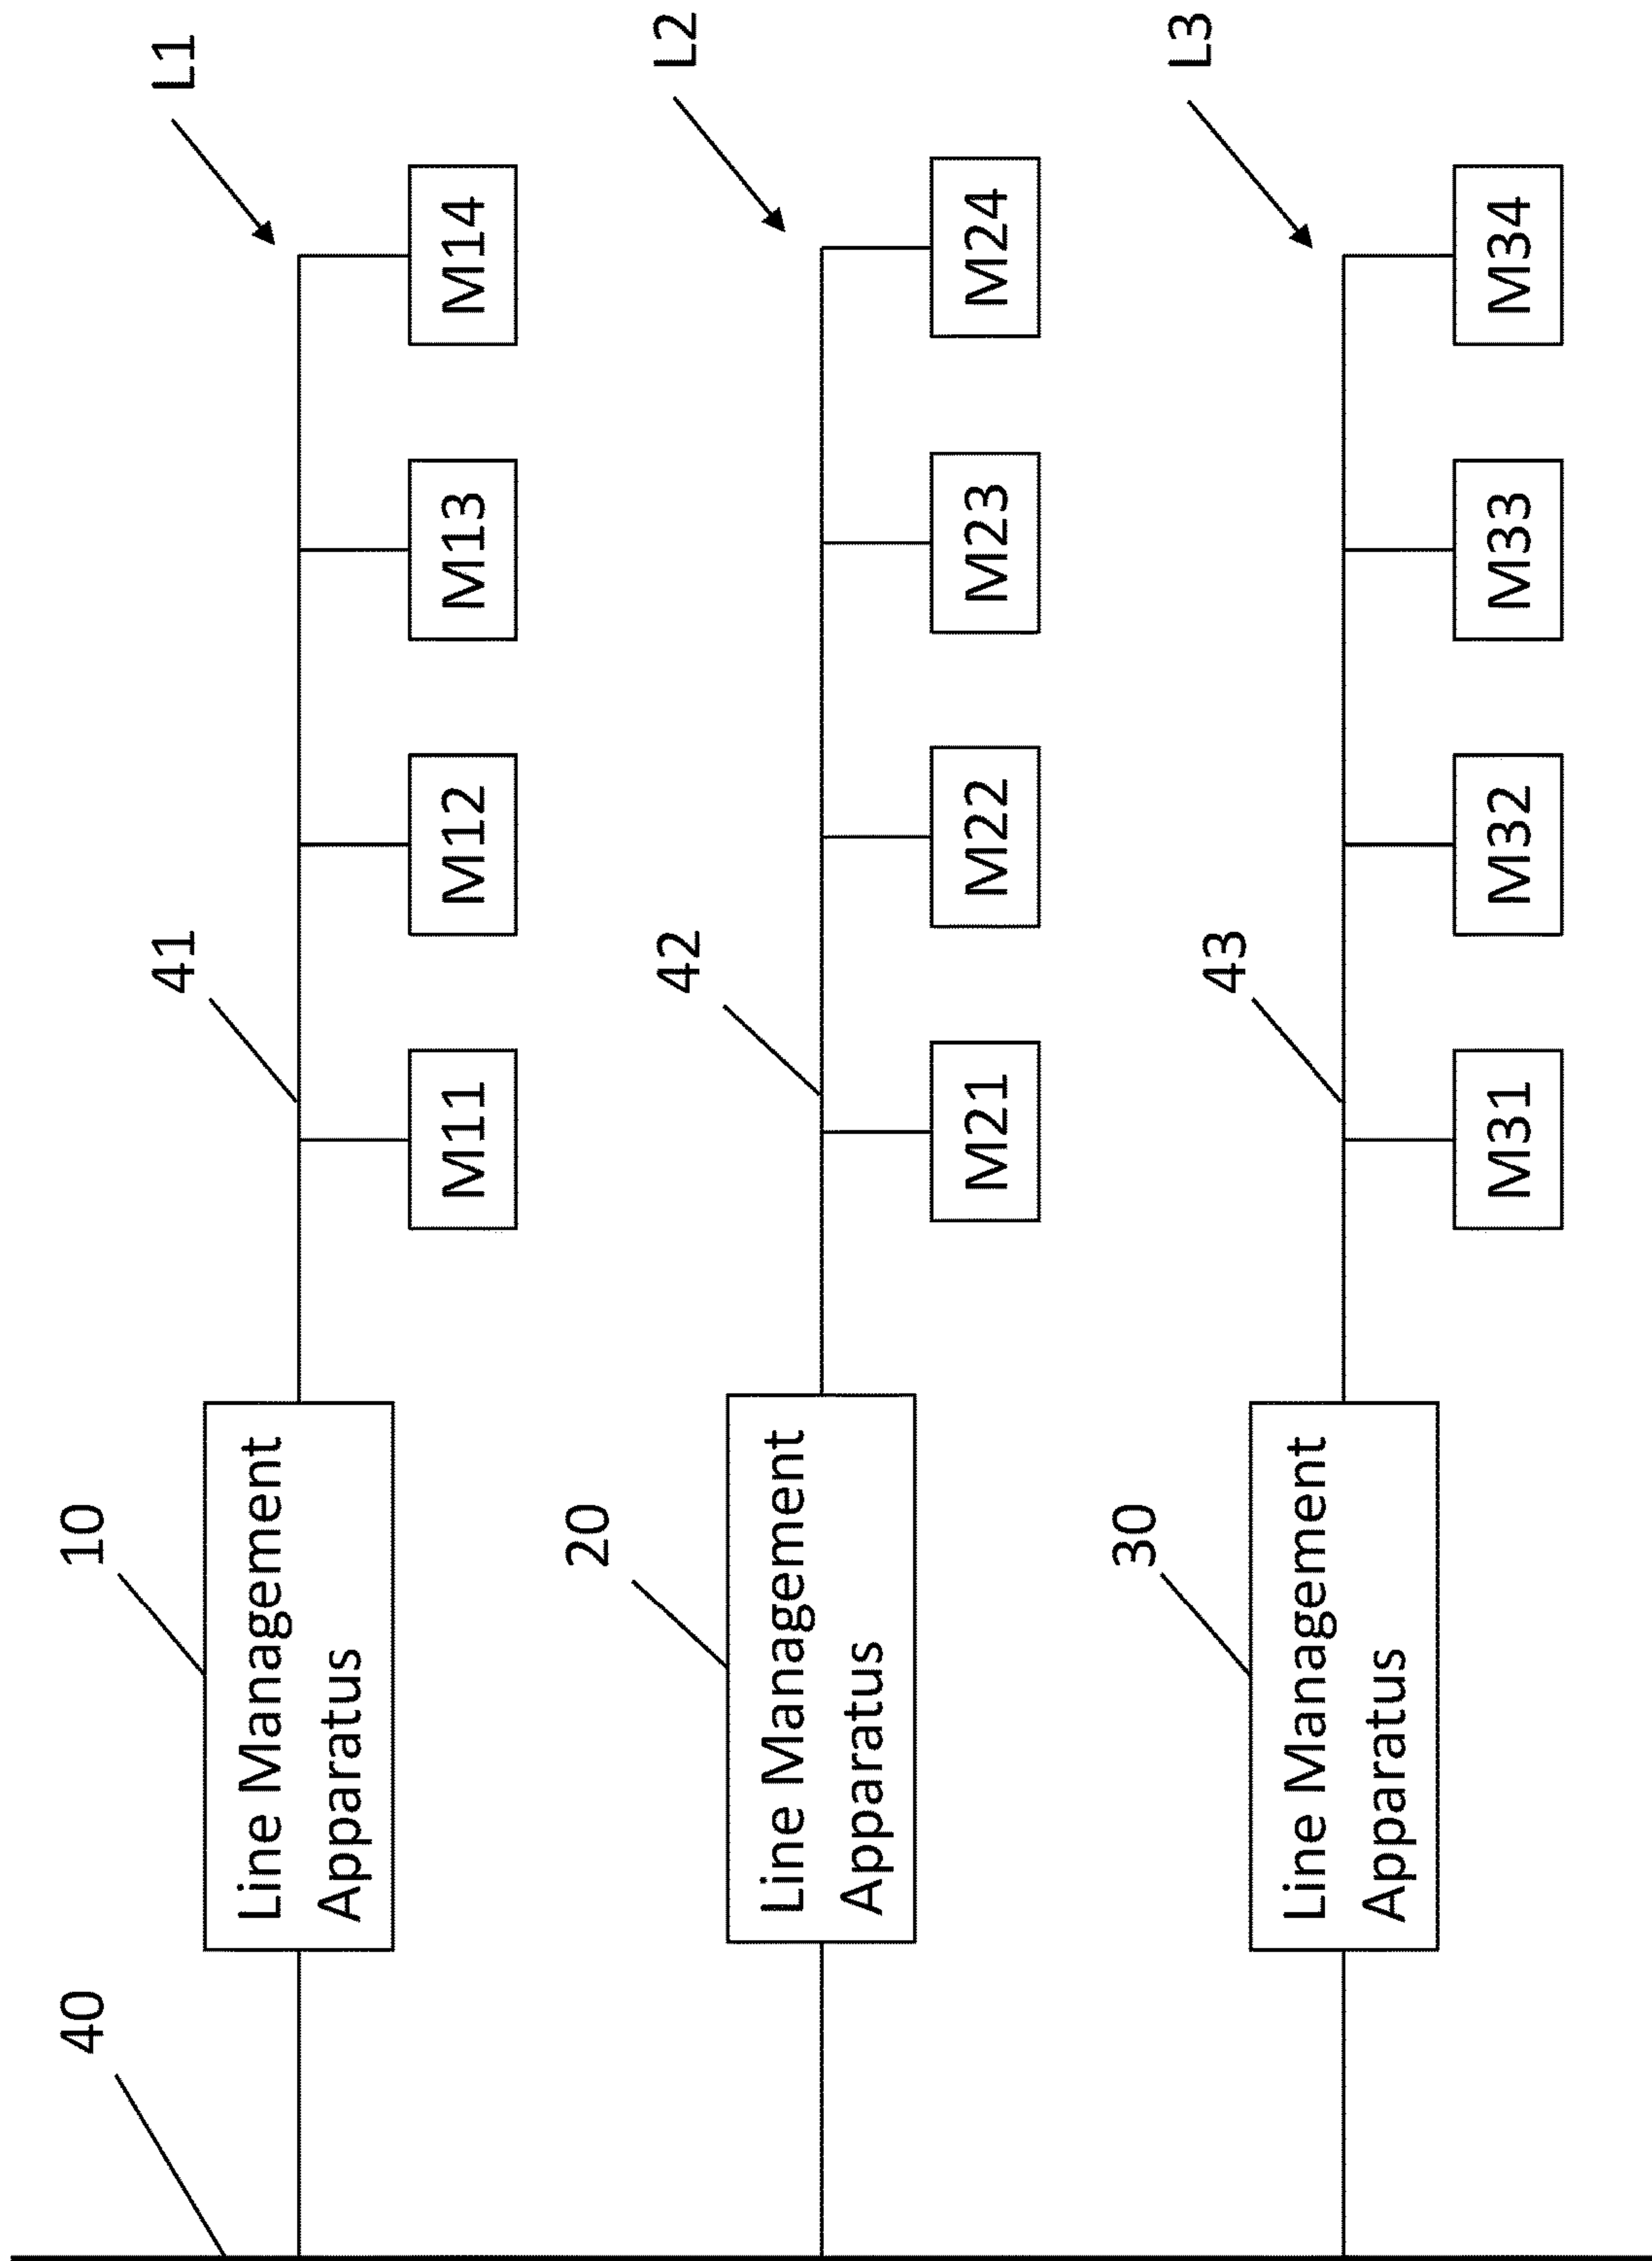 L1
40
10
41
Line Management
Apparatus
M11
M12
M13
M14
L2
20
42
Line Management
Apparatus
M21
M22
M23
M24
L3
30
43
Line Management
Apparatus
M31
M32
M33
M34